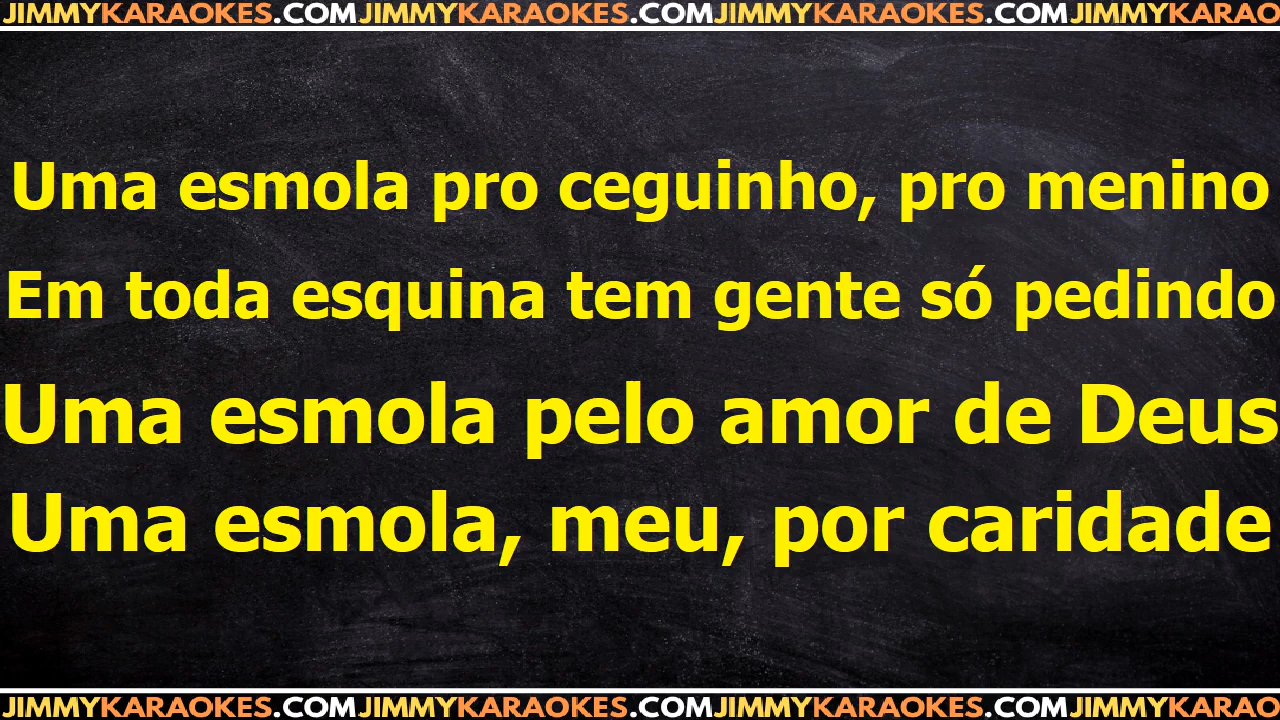 JIMMYKARAOKES.COMJIMMYKARAOKES.COMJIMMYKARAOKES.COMJIMMYKARAO
Uma esmola pro ceguinho, pro menino
Em toda esquina tem gente só pedindo
Uma esmola pelo amor de Deus
Uma esmola, meu, por caridade
JIMMYKARAOKES.COMJIMMYKARAOKES.COMJIMMYKARAOKES.COMJIMMYKARAO